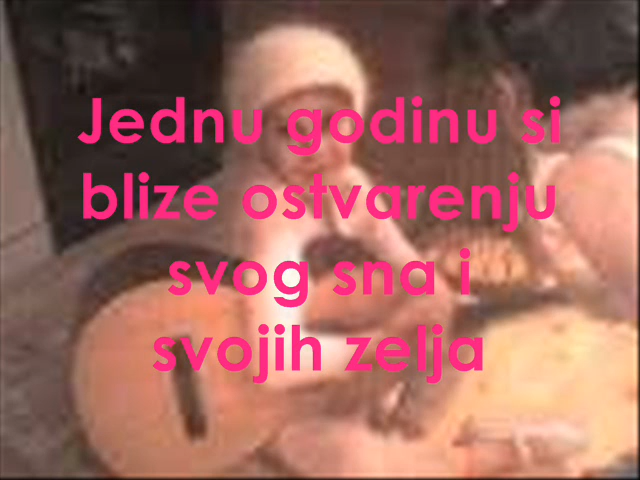 Jednu godinu si
blize ostvarenju
svog sna i
svojih zelja